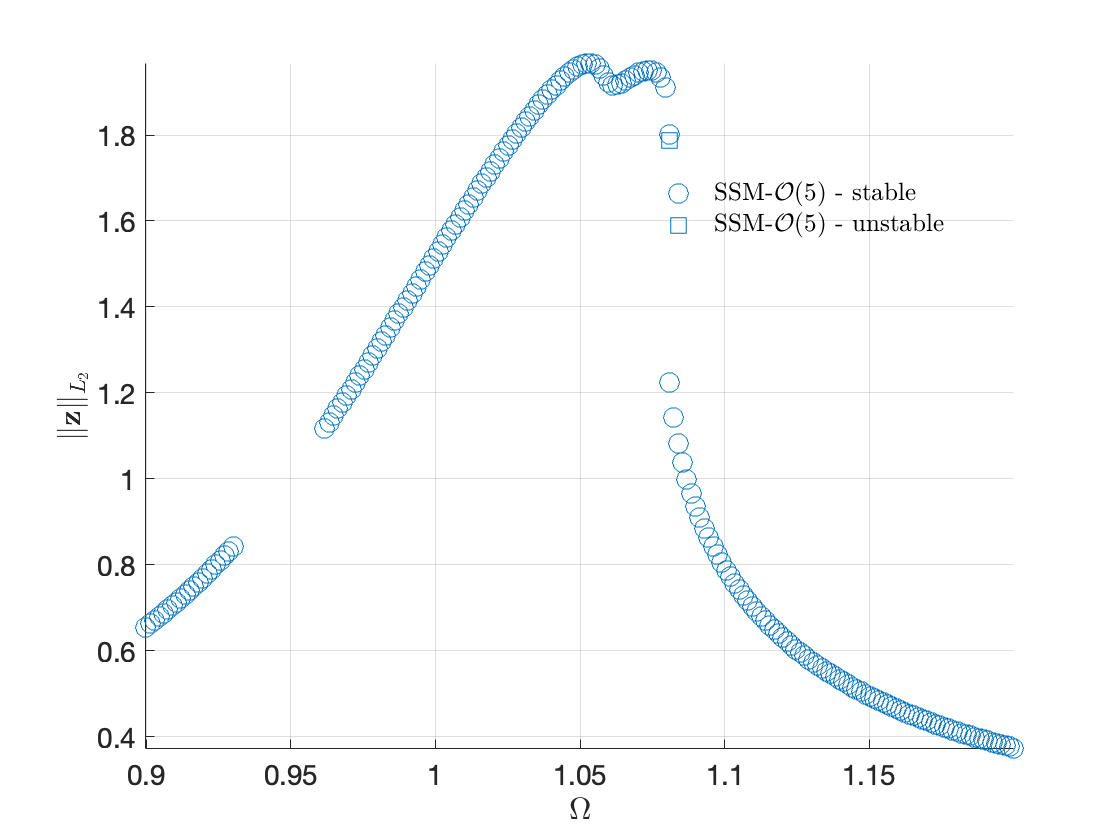 1.8
1.6
1.4
1.2
1
0.8
0.6
0.4
||z||_{L_2}
SSM-𝒪(5) - stable
SSM-𝒪(5) - unstable
0.9 0.95 1 1.05 1.1 1.15
Ω